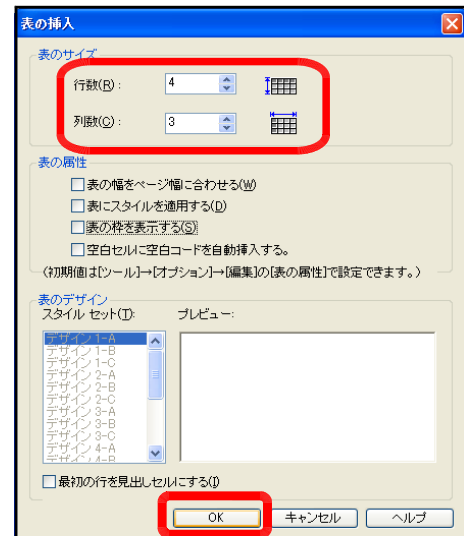 表の挿入
表のサイズ
行数(R) : 4
列数(C) : 3
表の属性
表の幅をページ幅に合わせる(W)
表にスタイルを適用する(D)
表の枠を表示する(S)
空白セルに空白コードを自動挿入する。
(初期値は[ツール]→[オプション]→[編集]の[表の属性]で設定できます。)
表のデザイン
スタイル セット(T): プレビュー:
デザイン 1-A
デザイン 1-B
デザイン 1-C
デザイン 2-A
デザイン 2-B
デザイン 2-C
デザイン 3-A
デザイン 3-B
デザイン 3-C
デザイン 4-A
デザイン 4-B
最初の行を見出しセルにする(I)
OK キャンセル ヘルプ